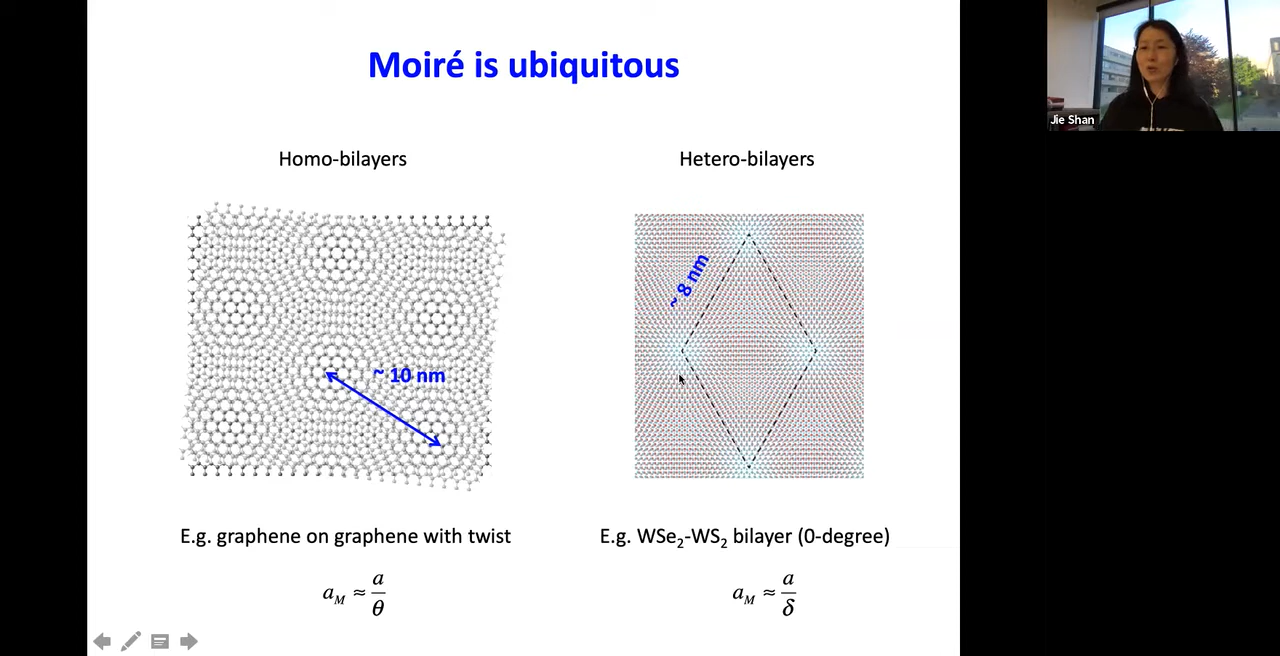 Moiré is ubiquitous
Jie Shan
Homo-bilayers
Hetero-bilayers
~ 10 nm
~ 8 nm
E.g. graphene on graphene with twist
E.g. WSe₂-WS₂ bilayer (0-degree)
a_M ≈ a/θ
a_M ≈ a/δ